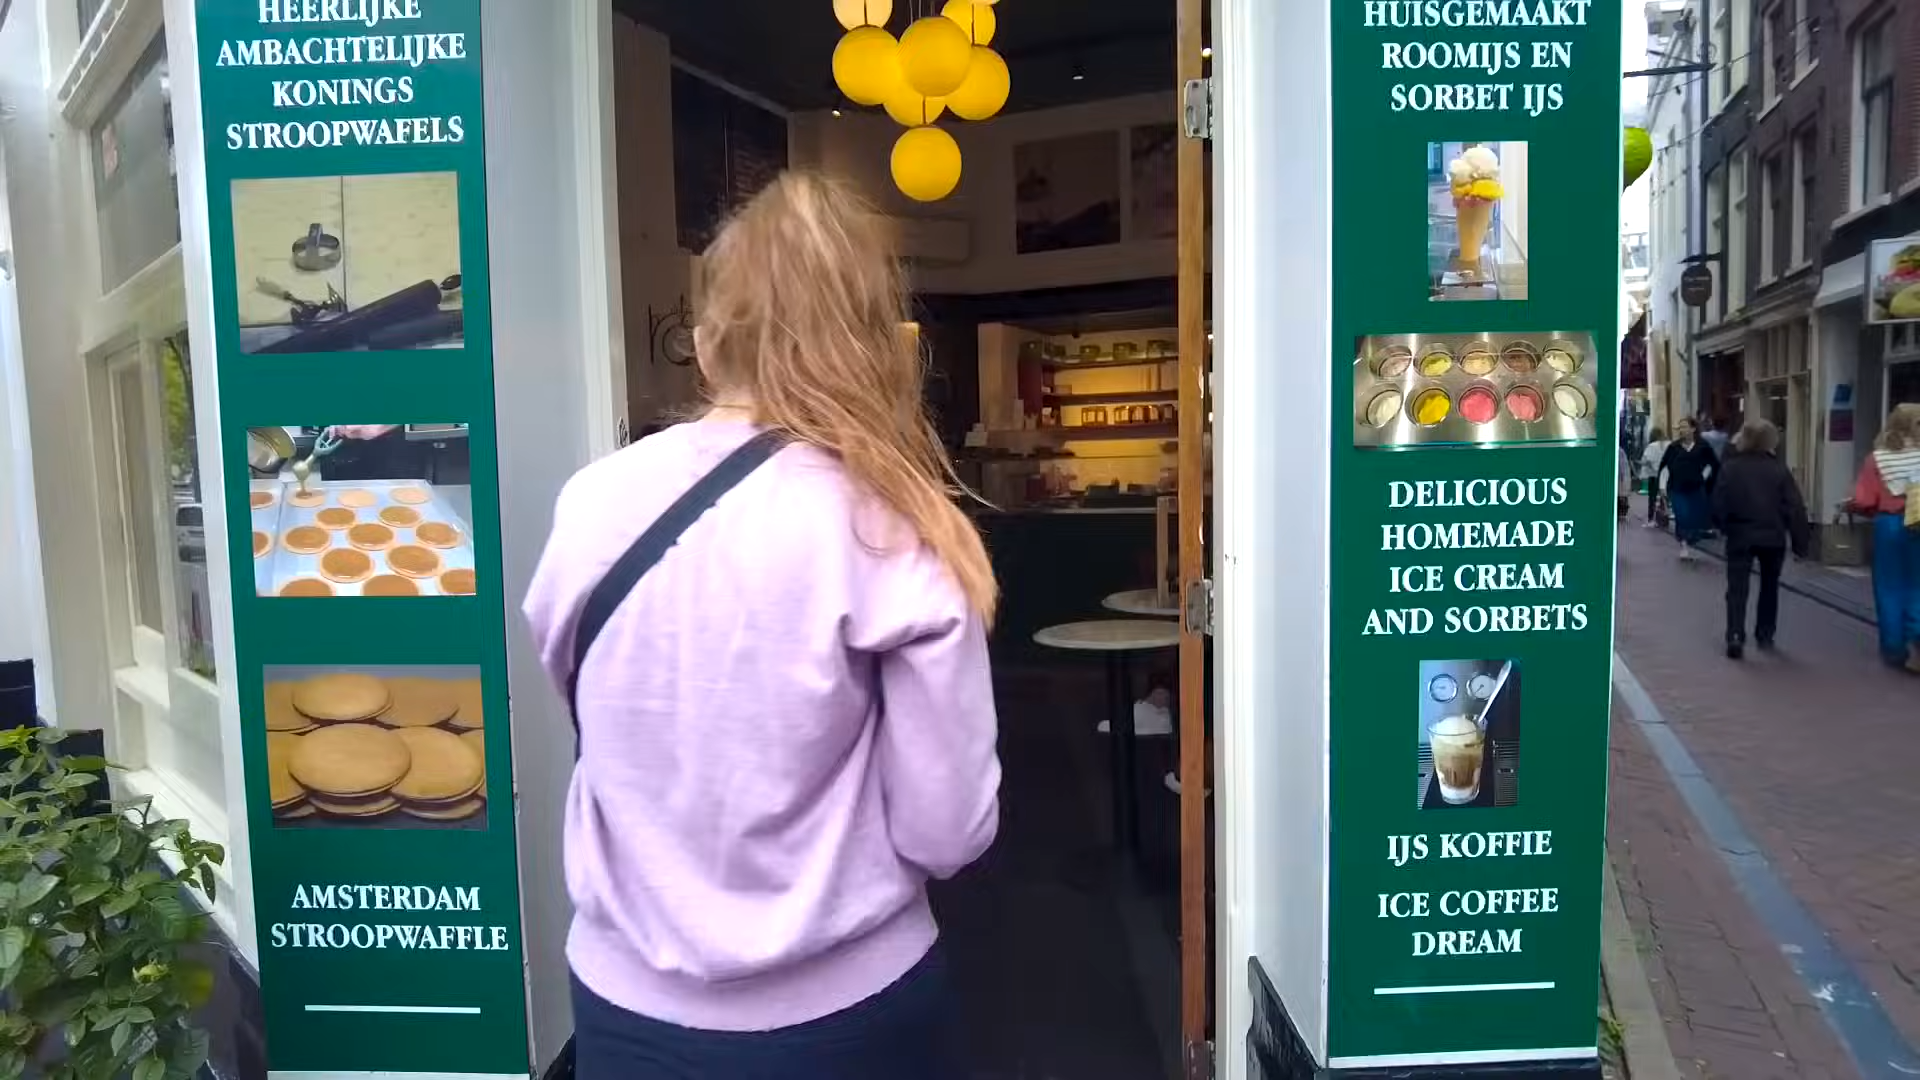 HEERLIJKE
AMBACHTELIJKE
KONINGS
STROOPWAFELS
AMSTERDAM
STROOPWAFFLE
HUISGEMAAKT
ROOMIJS EN
SORBET IJS
DELICIOUS
HOMEMADE
ICE CREAM
AND SORBETS
IJS KOFFIE
ICE COFFEE
DREAM